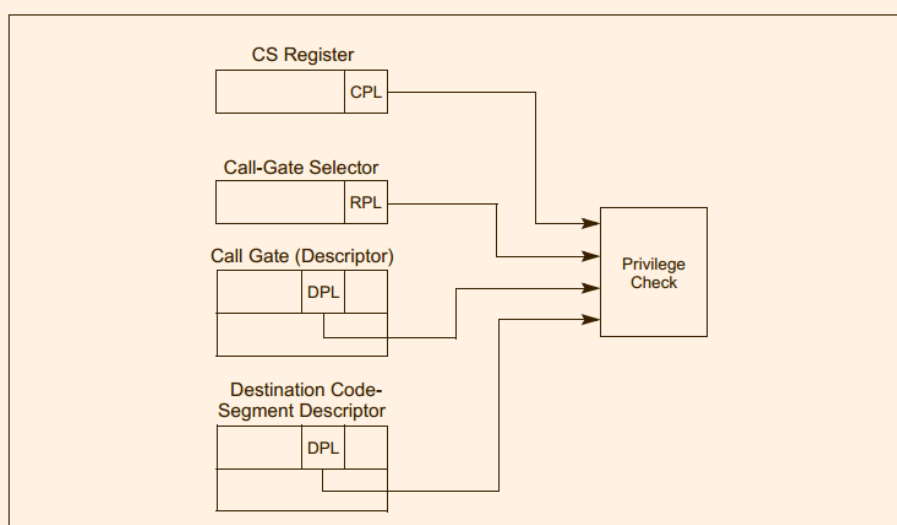 CS Register
CPL
Call-Gate Selector
RPL
Call Gate (Descriptor)
DPL
Privilege
Check
Destination Code-
Segment Descriptor
DPL